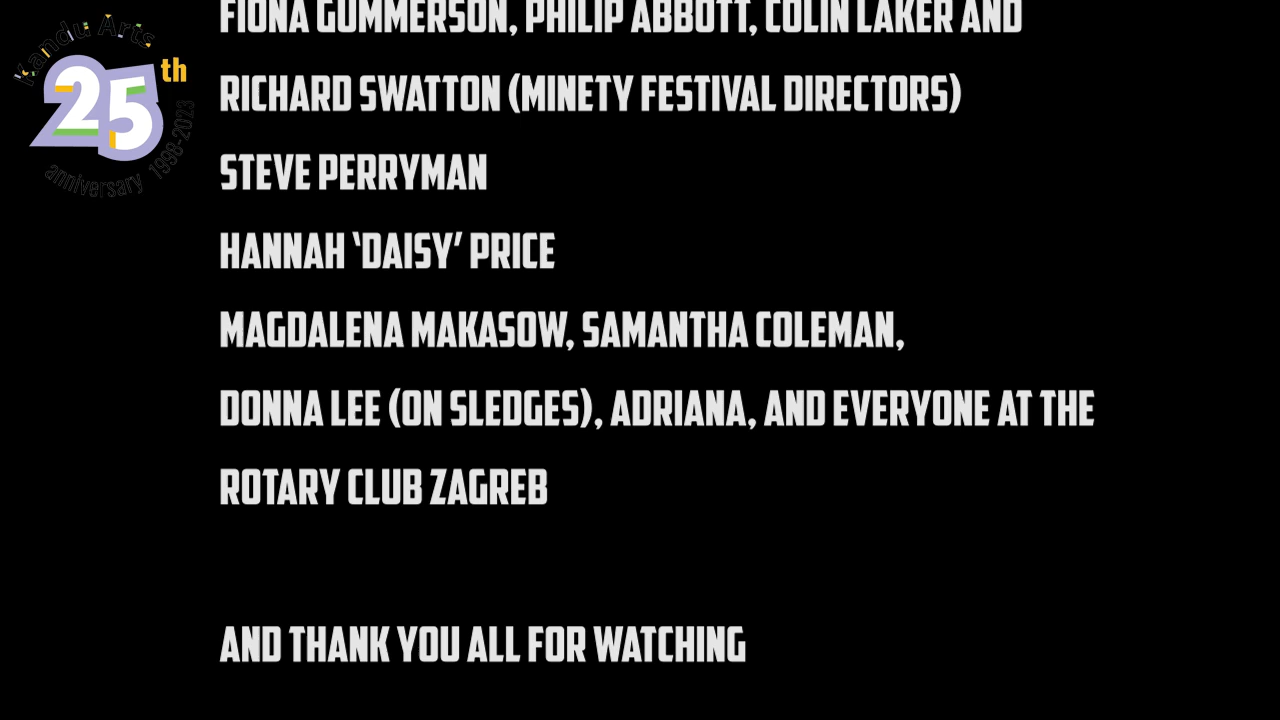 Kandu Arts
25th
anniversary 1998-2023
FIONA GUMMERSON, PHILIP ABBOTT, COLIN LAKER AND
RICHARD SWATTON (MINETY FESTIVAL DIRECTORS)
STEVE PERRYMAN
HANNAH ‘DAISY’ PRICE
MAGDALENA MAKASOW, SAMANTHA COLEMAN,
DONNA LEE (ON SLEDGES), ADRIANA, AND EVERYONE AT THE
ROTARY CLUB ZAGREB
AND THANK YOU ALL FOR WATCHING